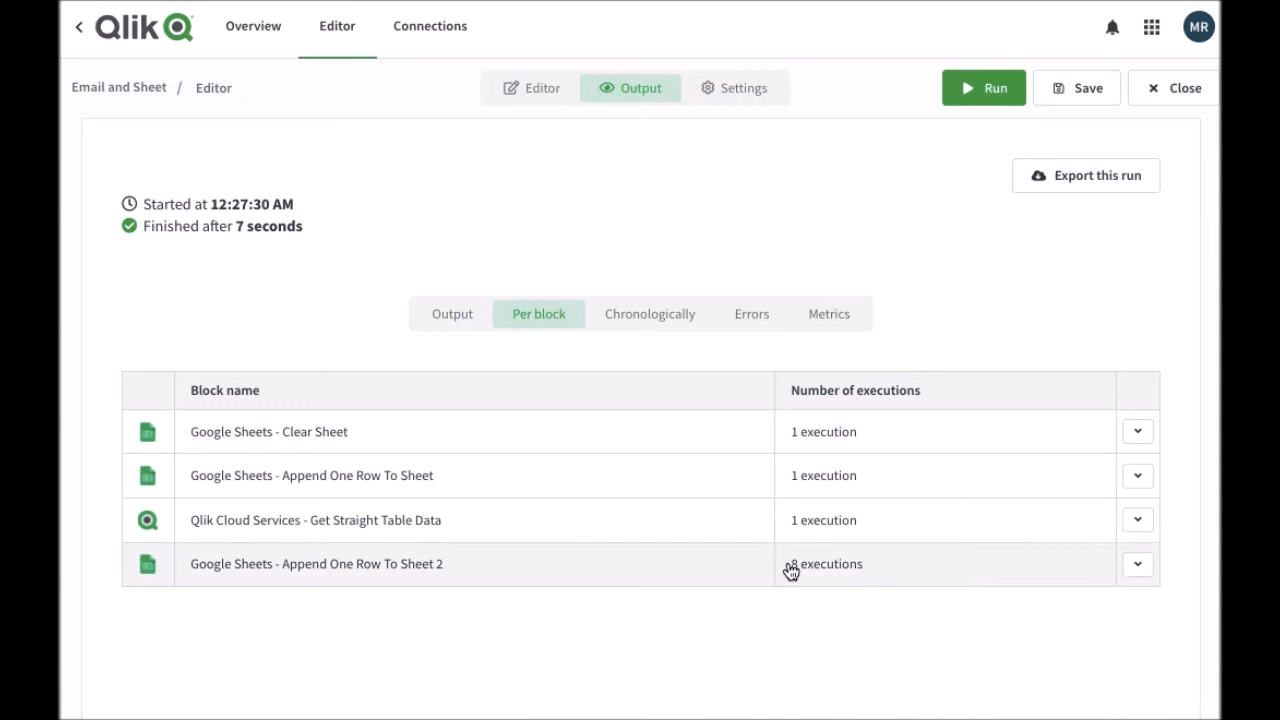 Qlik
Overview
Editor
Connections
MR
Email and Sheet / Editor
Editor
Output
Settings
Run
Save
Close
Export this run
Started at 12:27:30 AM
Finished after 7 seconds
Output
Per block
Chronologically
Errors
Metrics
Block name
Number of executions
Google Sheets - Clear Sheet
1 execution
Google Sheets - Append One Row To Sheet
1 execution
Qlik Cloud Services - Get Straight Table Data
1 execution
Google Sheets - Append One Row To Sheet 2
executions